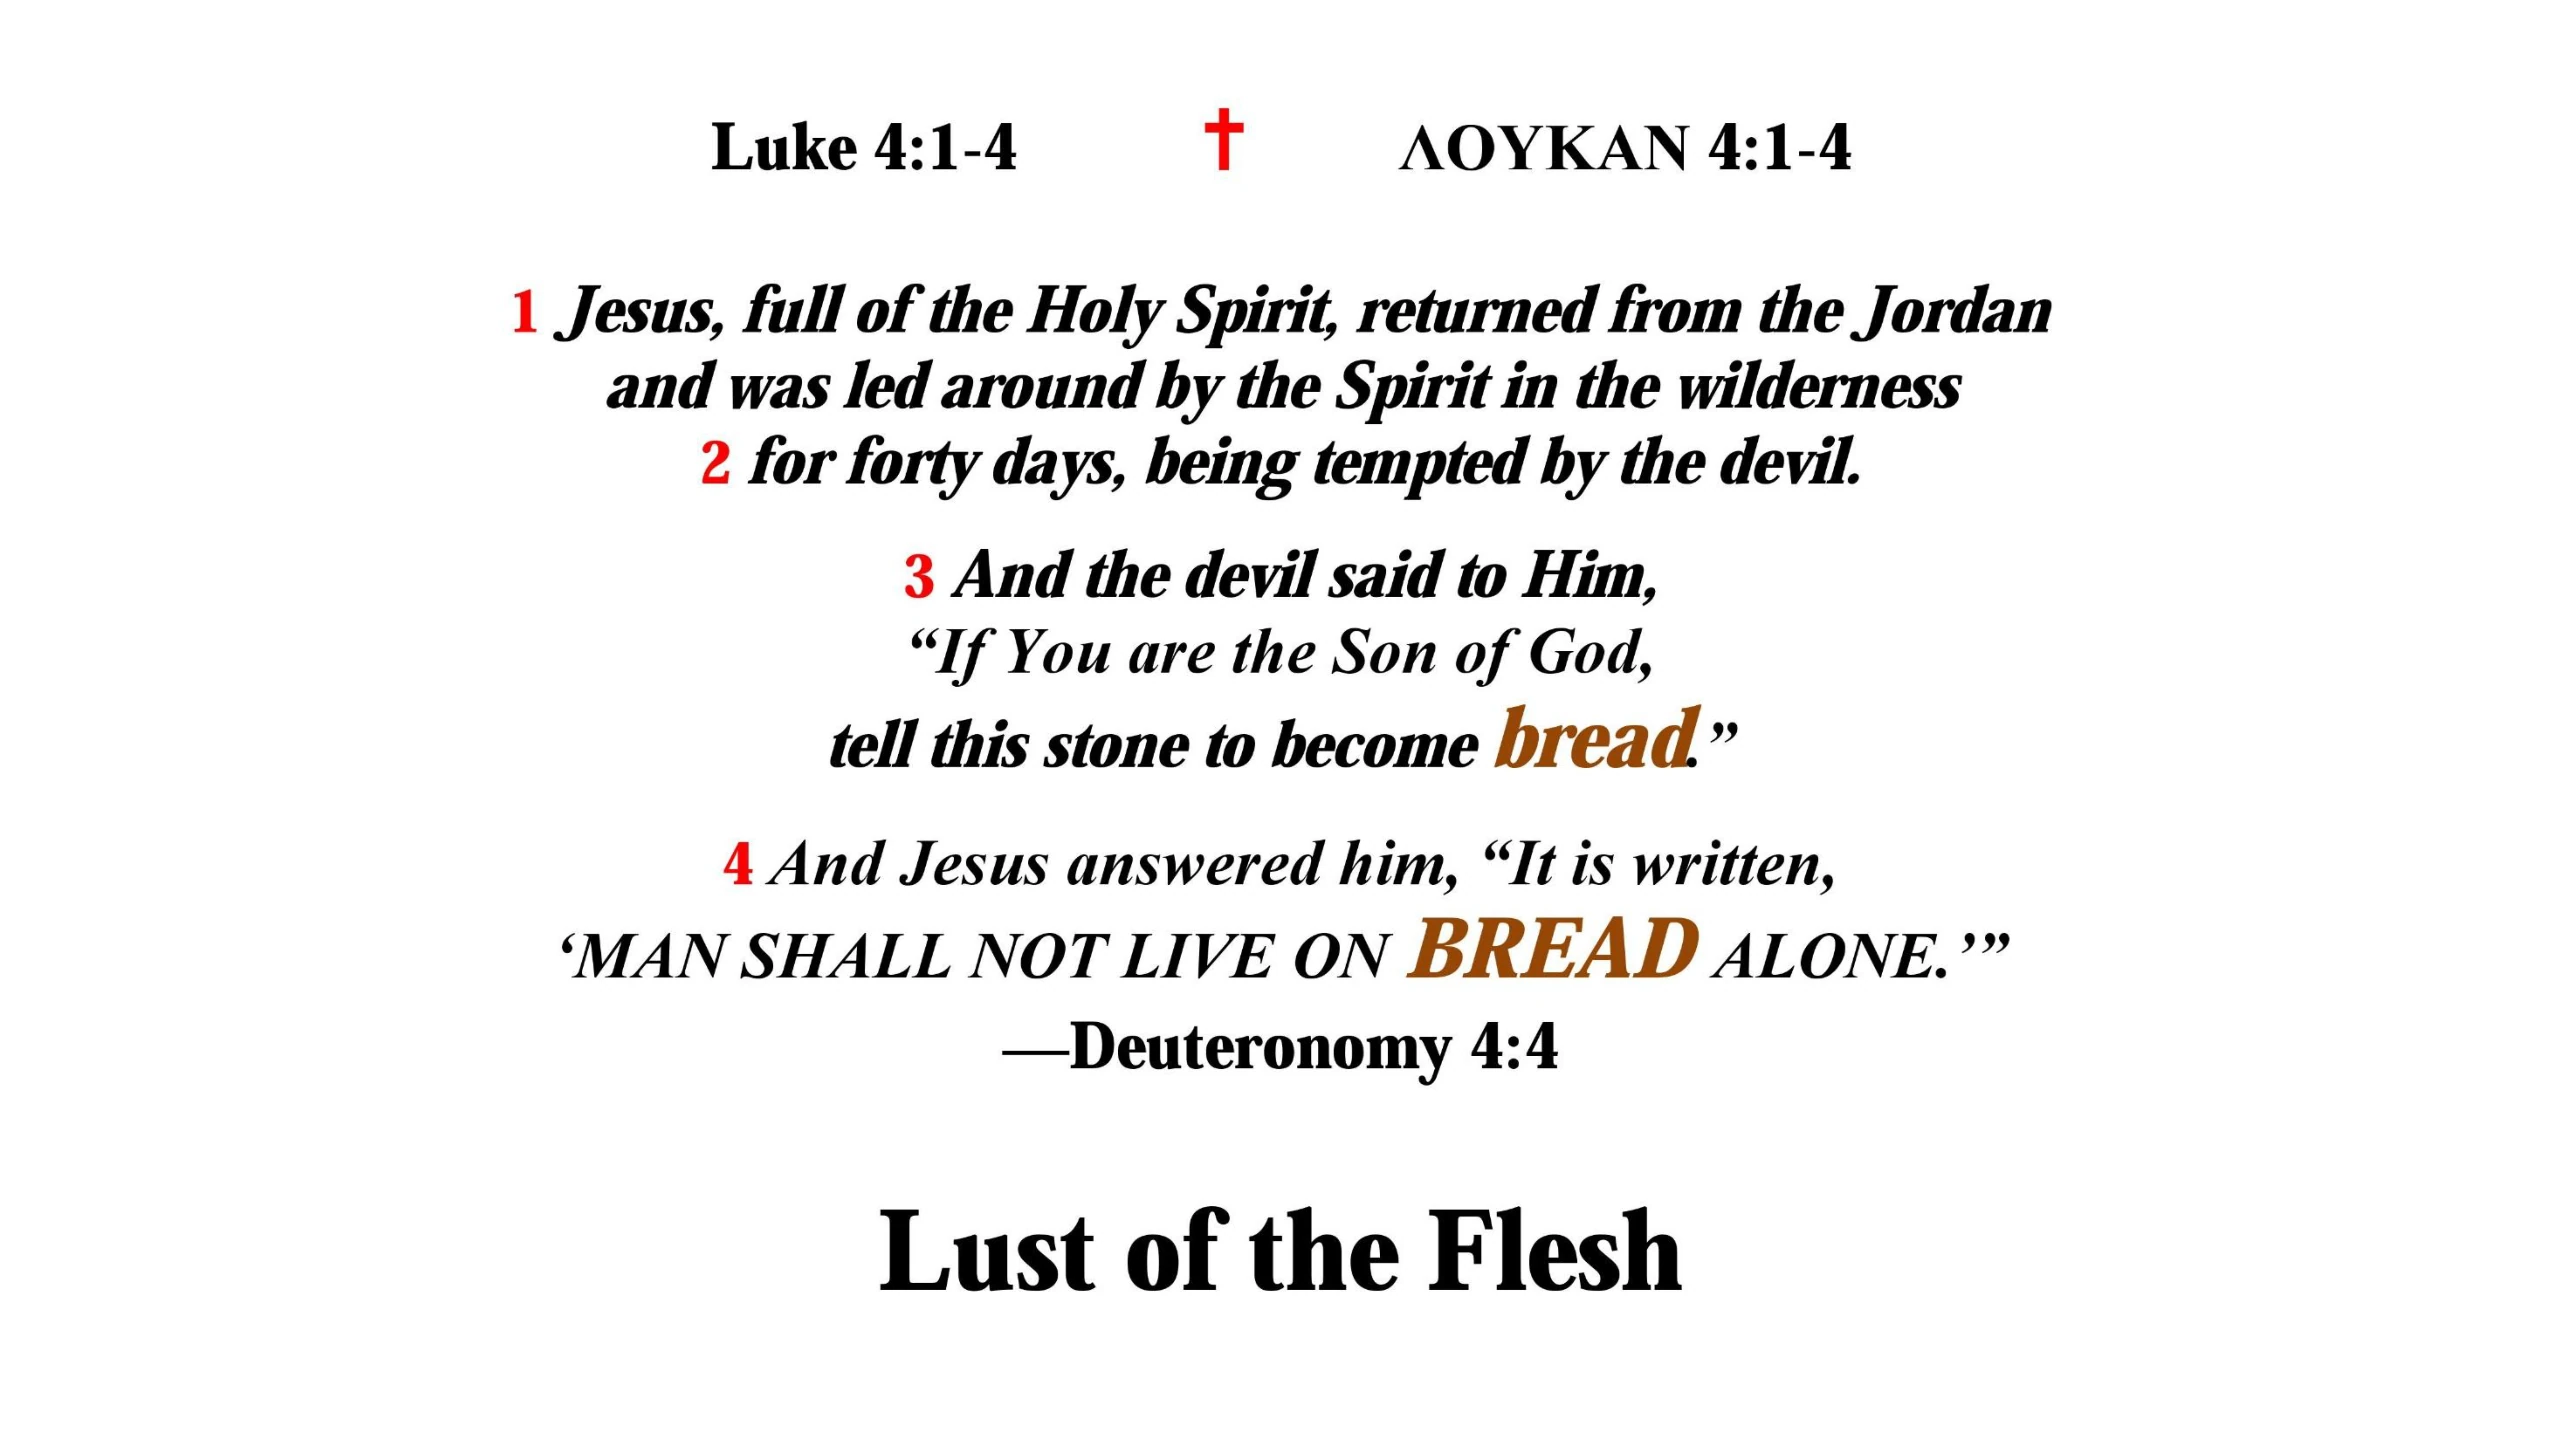 Luke 4:1-4 ✝ ΛΟΥΚΑΝ 4:1-4
1 Jesus, full of the Holy Spirit, returned from the Jordan
and was led around by the Spirit in the wilderness
2 for forty days, being tempted by the devil.
3 And the devil said to Him,
“If You are the Son of God,
tell this stone to become bread.”
4 And Jesus answered him, “It is written,
‘MAN SHALL NOT LIVE ON BREAD ALONE.’”
—Deuteronomy 4:4
Lust of the Flesh